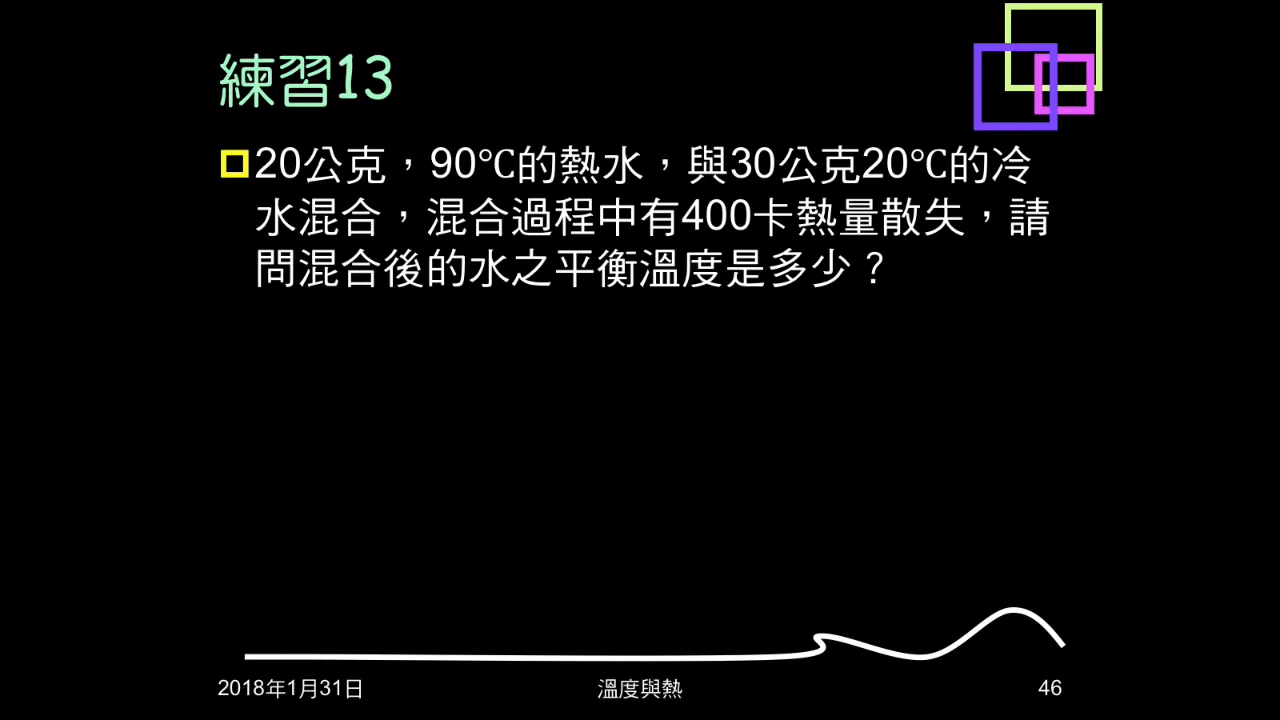 練習13
20公克，90℃的熱水，與30公克20℃的冷
水混合，混合過程中有400卡熱量散失，請
問混合後的水之平衡溫度是多少？
2018年1月31日
溫度與熱
46